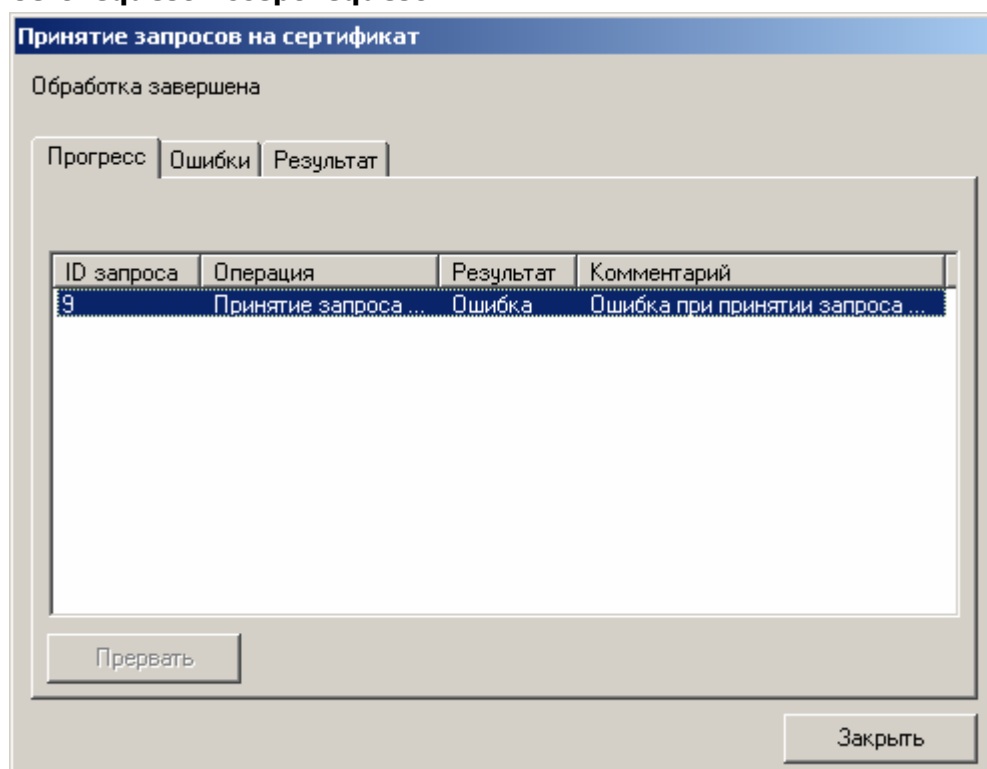 Принятие запросов на сертификат
Обработка завершена
Прогресс Ошибки Результат
ID запроса Операция Результат Комментарий
9 Принятие запроса ... Ошибка Ошибка при принятии запроса ...
Прервать
Закрыть